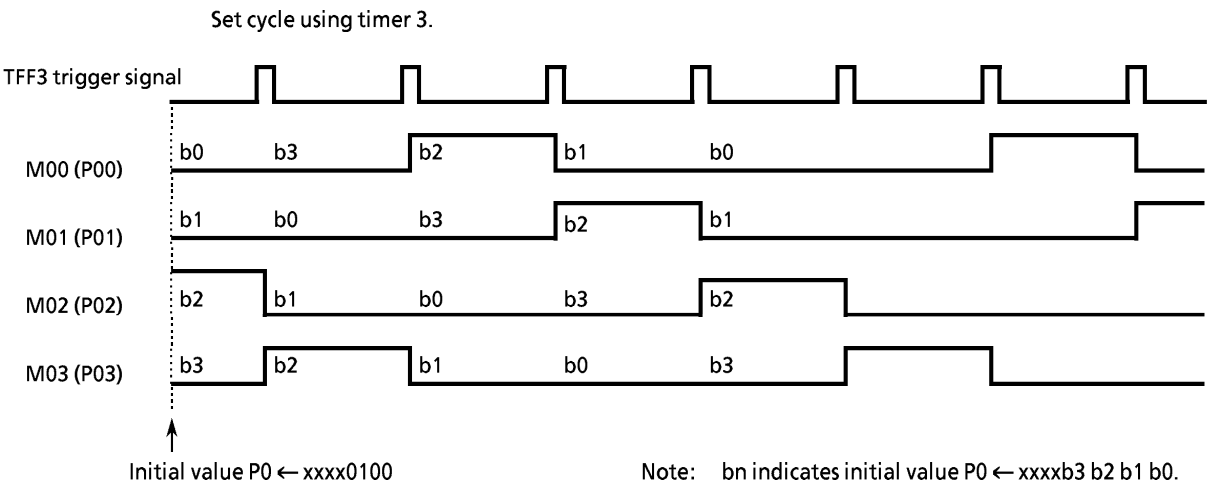 Set cycle using timer 3.
TFF3 trigger signal
M00 (P00) b0 b3 b2 b1 b0
M01 (P01) b1 b0 b3 b2 b1
M02 (P02) b2 b1 b0 b3 b2
M03 (P03) b3 b2 b1 b0 b3
Initial value P0 ← xxxx0100
Note: bn indicates initial value P0 ← xxxxb3 b2 b1 b0.